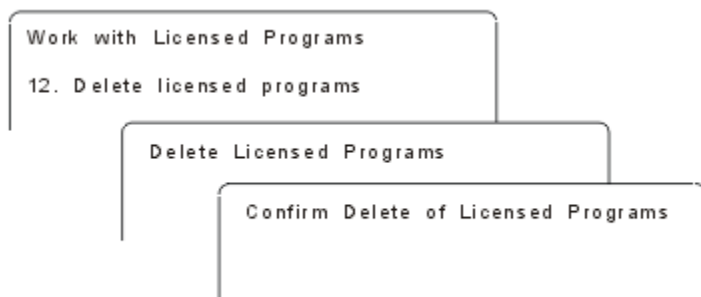 Work with Licensed Programs
12. Delete licensed programs
Delete Licensed Programs
Confirm Delete of Licensed Programs